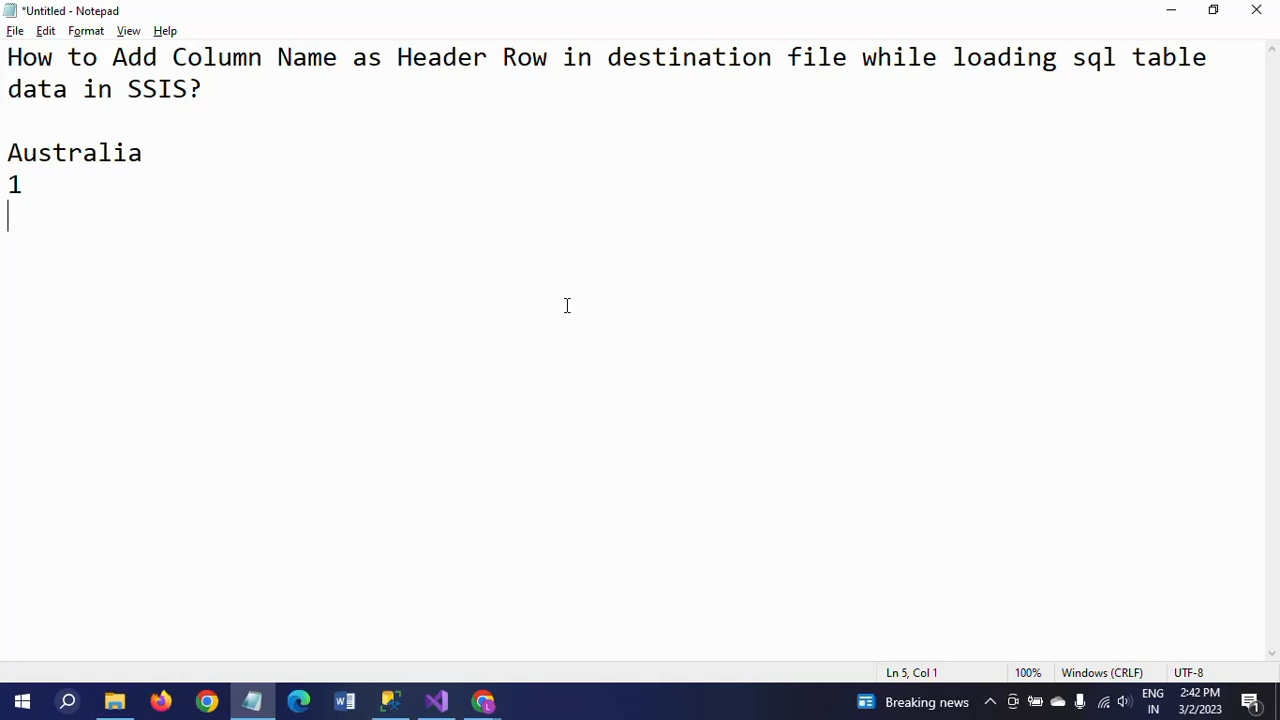 *Untitled - Notepad
File Edit Format View Help
How to Add Column Name as Header Row in destination file while loading sql table
data in SSIS?
Australia
1
Ln 5, Col 1 100% Windows (CRLF) UTF-8
Breaking news ENG 2:42 PM
IN 3/2/2023 1